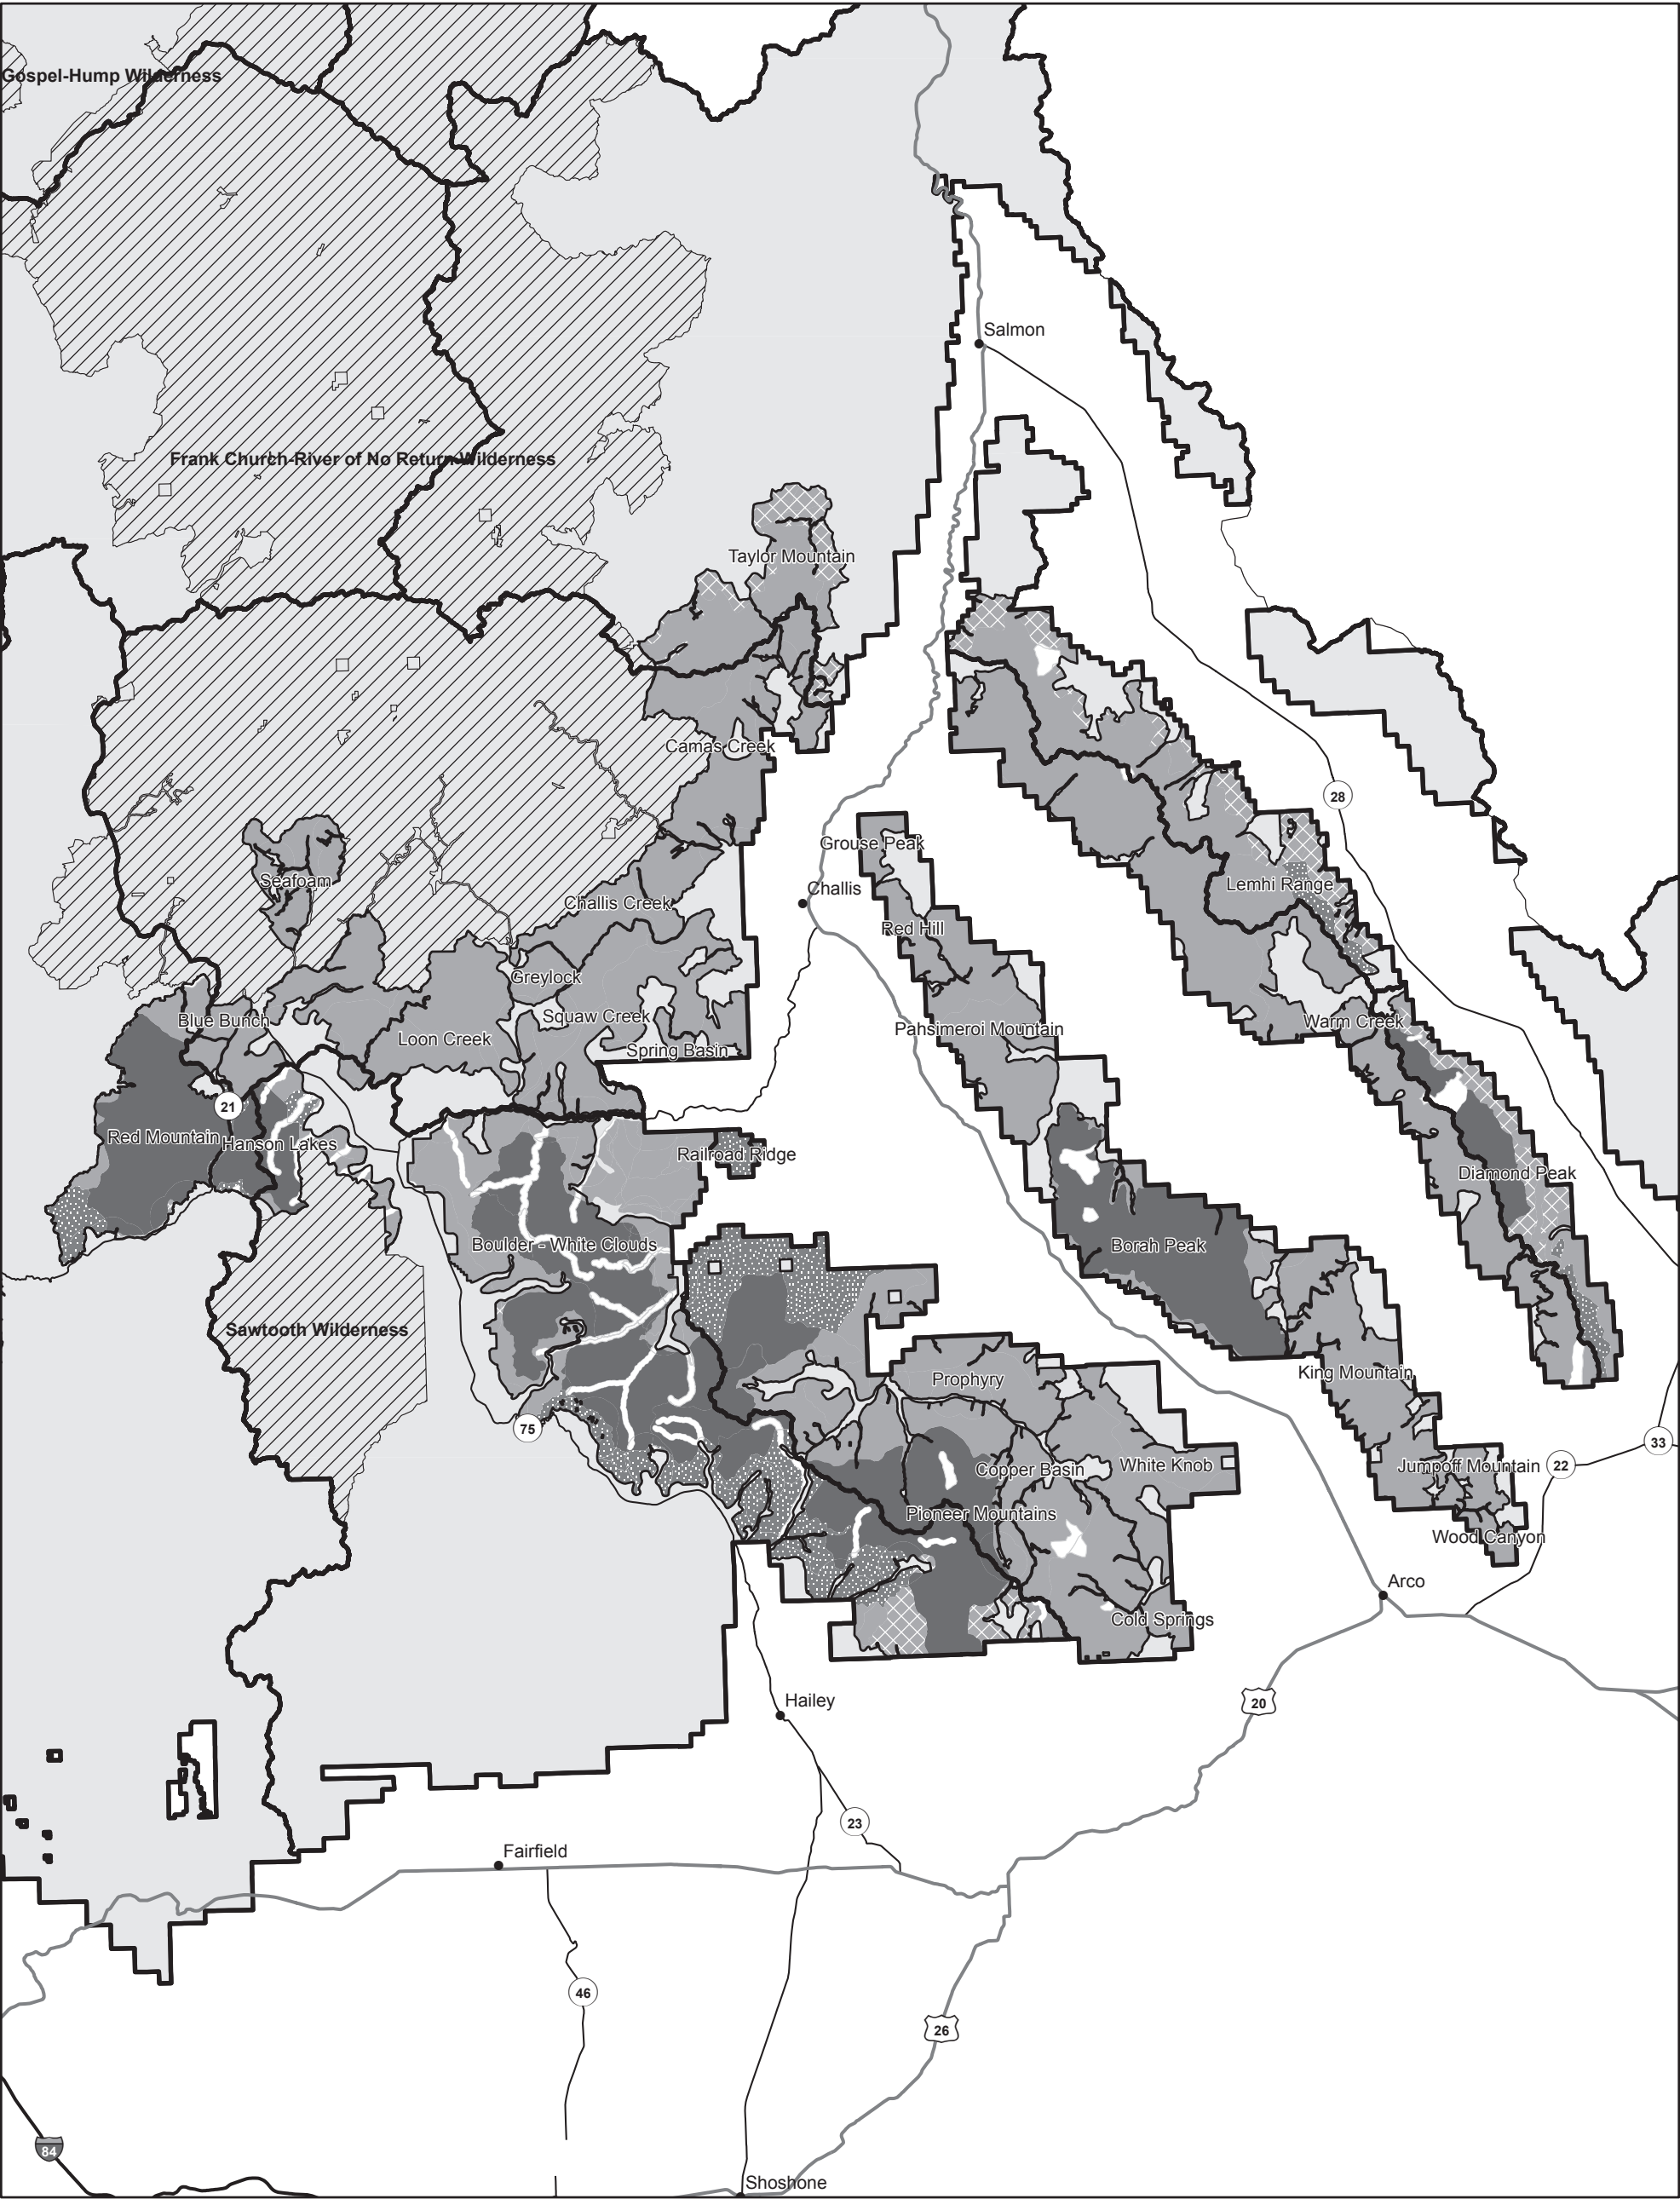 Gospel-Hump Wilderness
Salmon
Frank Church-River of No Return Wilderness
Taylor Mountain
Camas Creek
28
Grouse Peak
Seafoam
Lemhi Range
Challis
Challis Creek
Red Hill
Greylock
Squaw Creek
Blue Bunch
Warm Creek
Pahsimeroi Mountain
Loon Creek
Spring Basin
21
Red Mountain
Hanson Lakes
Railroad Ridge
Diamond Peak
Boulder - White Clouds
Borah Peak
Sawtooth Wilderness
King Mountain
Prophyry
75
33
Copper Basin
White Knob
Jumpoff Mountain
22
Pioneer Mountains
Wood Canyon
Arco
Cold Springs
Hailey
20
23
Fairfield
46
26
84
Shoshone